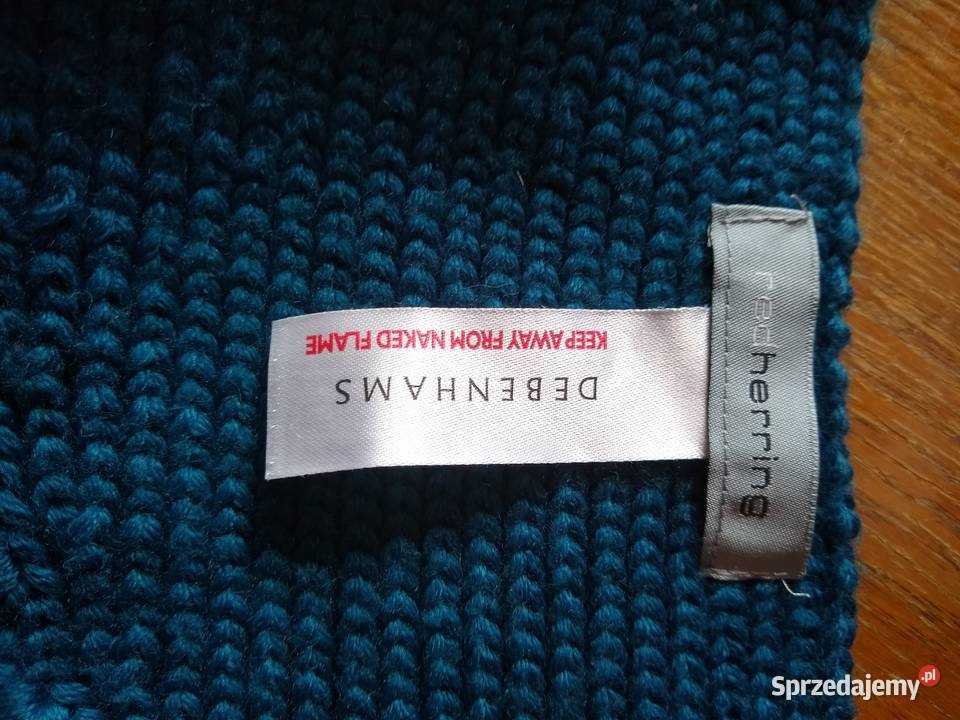 KEEP AWAY FROM NAKED FLAME
DEBENHAMS
redherring
Sprzedajemy.pl